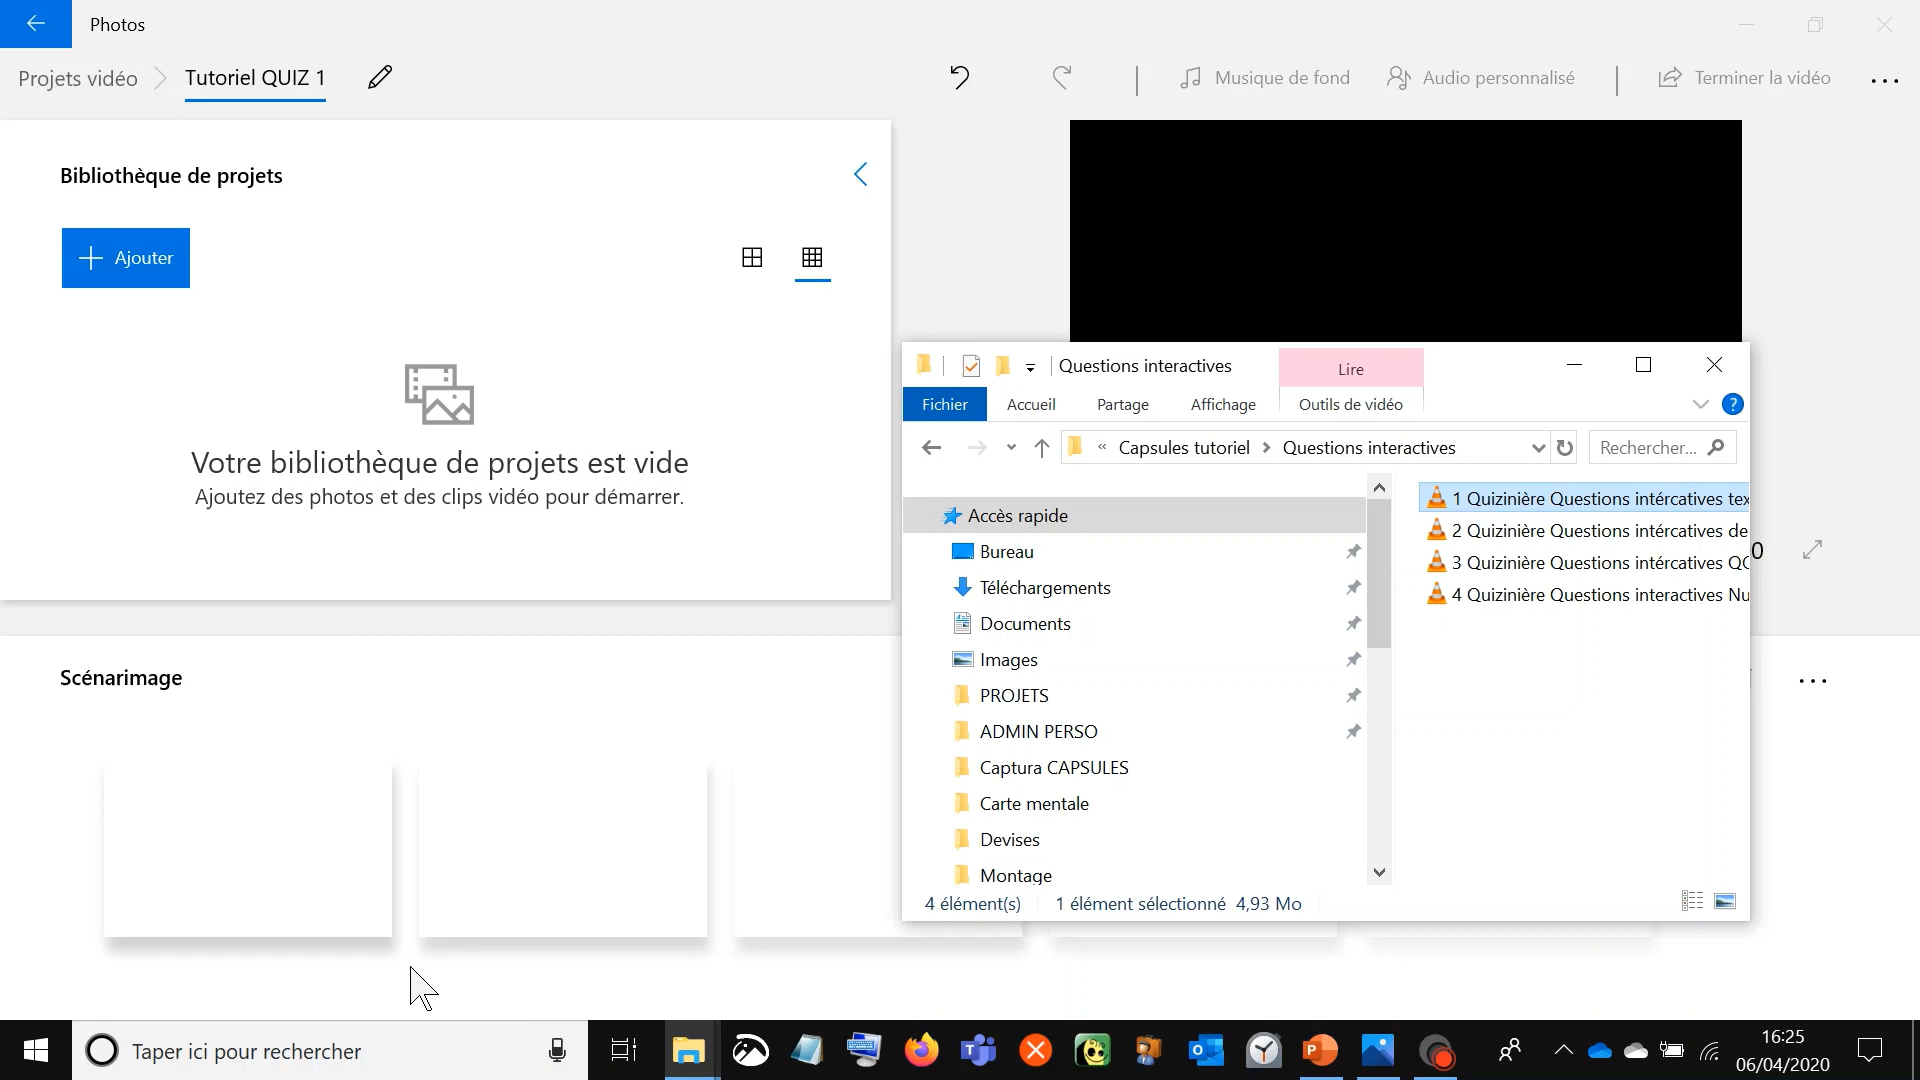 Photos
Projets vidéo
Tutoriel QUIZ 1
Musique de fond
Audio personnalisé
Terminer la vidéo
Bibliothèque de projets
Ajouter
Votre bibliothèque de projets est vide
Ajoutez des photos et des clips vidéo pour démarrer.
Questions interactives
Lire
Fichier
Accueil
Partage
Affichage
Outils de vidéo
?
« Capsules tutoriel > Questions interactives
Rechercher...
Accès rapide
Bureau
Téléchargements
Documents
Images
PROJETS
ADMIN PERSO
Captura CAPSULES
Carte mentale
Devises
Montage
1 Quizinière Questions intércatives tex
2 Quizinière Questions intércatives de
3 Quizinière Questions intércatives QC
4 Quizinière Questions interactives Nu
0
4 élément(s)
1 élément sélectionné 4,93 Mo
Scénarimage
Taper ici pour rechercher
16:25
06/04/2020